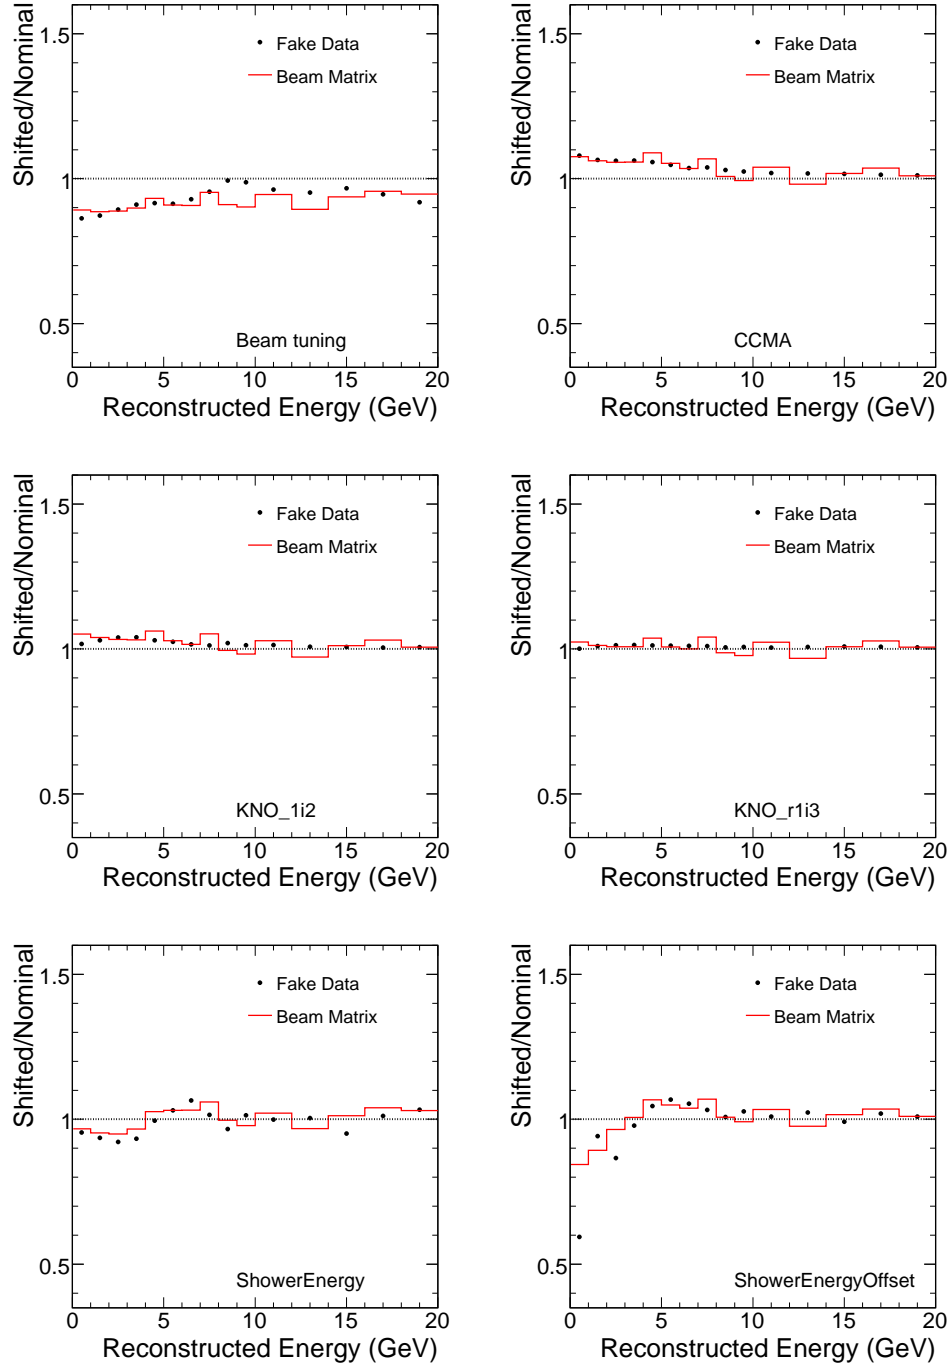 Shifted/Nominal
1.5
1
0.5
Fake Data
Beam Matrix
Beam tuning
0 5 10 15 20
Reconstructed Energy (GeV)
Shifted/Nominal
1.5
1
0.5
Fake Data
Beam Matrix
CCMA
0 5 10 15 20
Reconstructed Energy (GeV)
Shifted/Nominal
1.5
1
0.5
Fake Data
Beam Matrix
KNO_1i2
0 5 10 15 20
Reconstructed Energy (GeV)
Shifted/Nominal
1.5
1
0.5
Fake Data
Beam Matrix
KNO_r1i3
0 5 10 15 20
Reconstructed Energy (GeV)
Shifted/Nominal
1.5
1
0.5
Fake Data
Beam Matrix
ShowerEnergy
0 5 10 15 20
Reconstructed Energy (GeV)
Shifted/Nominal
1.5
1
0.5
Fake Data
Beam Matrix
ShowerEnergyOffset
0 5 10 15 20
Reconstructed Energy (GeV)